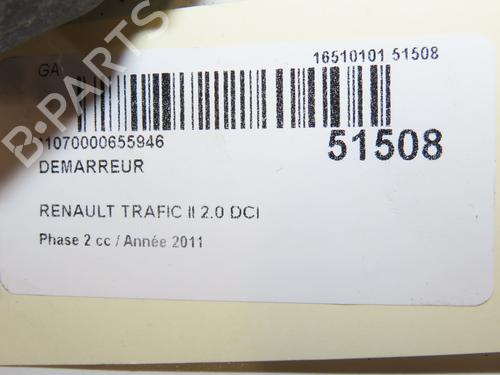 GA
16510101 51508
1070000655946
51508
DEMARREUR
RENAULT TRAFIC II 2.0 DCI
Phase 2 cc / Année 2011
B-PARTS